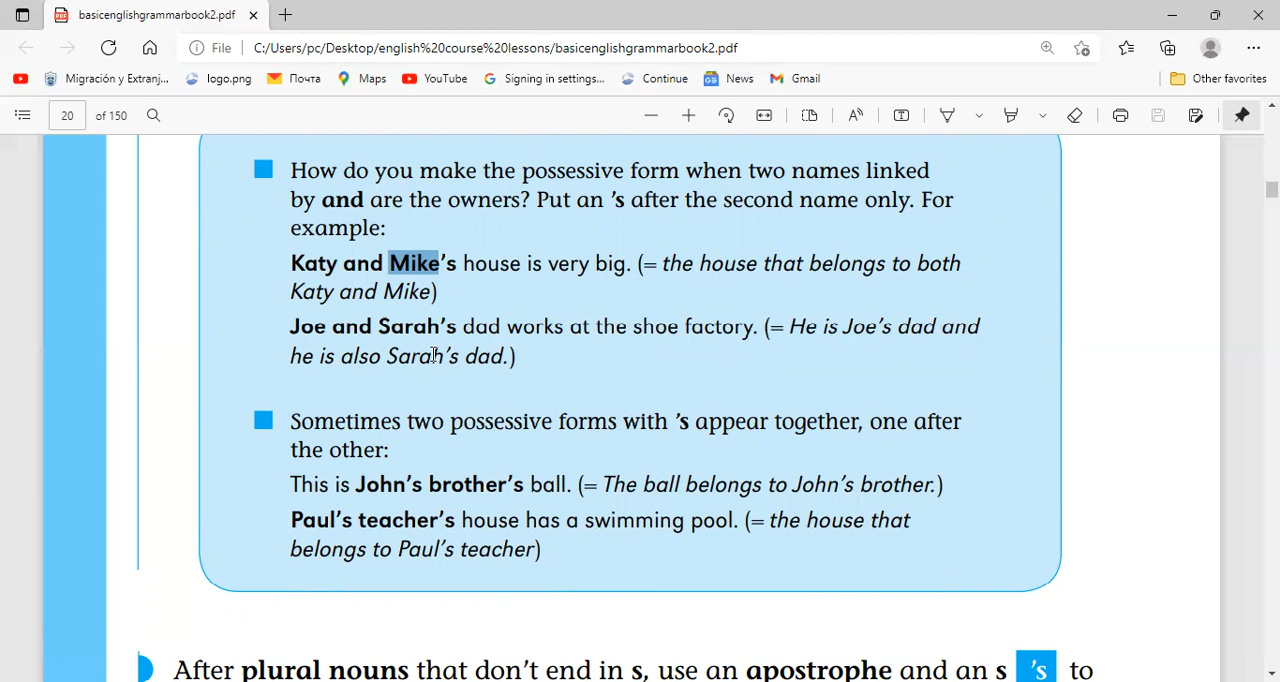 basicenglishgrammarbook2.pdf
File C:/Users/pc/Desktop/english%20course%20lessons/basicenglishgrammarbook2.pdf
Migración y Extranj... logo.png Почта Maps YouTube Signing in settings... Continue News Gmail Other favorites
20 of 150
How do you make the possessive form when two names linked
by and are the owners? Put an ’s after the second name only. For
example:
Katy and Mike’s house is very big. (= the house that belongs to both
Katy and Mike)
Joe and Sarah’s dad works at the shoe factory. (= He is Joe’s dad and
he is also Sarah’s dad.)
Sometimes two possessive forms with ’s appear together, one after
the other:
This is John’s brother’s ball. (= The ball belongs to John’s brother.)
Paul’s teacher’s house has a swimming pool. (= the house that
belongs to Paul’s teacher)
After plural nouns that don’t end in s, use an apostrophe and an s ’s to